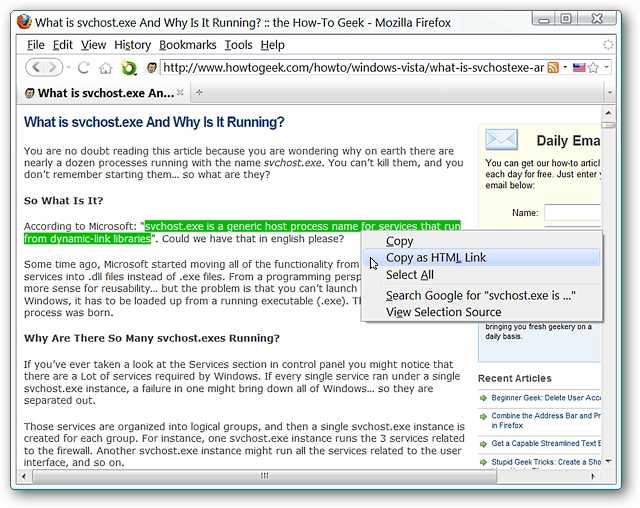 What is svchost.exe And Why Is It Running? :: the How-To Geek - Mozilla Firefox
File Edit View History Bookmarks Tools Help
http://www.howtogeek.com/howto/windows-vista/what-is-svchostexe-ar
What is svchost.exe An...
What is svchost.exe And Why Is It Running?
You are no doubt reading this article because you are wondering why on earth there are
nearly a dozen processes running with the name svchost.exe. You can't kill them, and you
don't remember starting them... so what are they?
So What Is It?
According to Microsoft: "svchost.exe is a generic host process name for services that run
from dynamic-link libraries". Could we have that in english please?
Some time ago, Microsoft started moving all of the functionality from
services into .dll files instead of .exe files. From a programming persp
more sense for reusability... but the problem is that you can't launch
Windows, it has to be loaded up from a running executable (.exe). Th
process was born.
Why Are There So Many svchost.exes Running?
If you've ever taken a look at the Services section in control panel you might notice that
there are a Lot of services required by Windows. If every single service ran under a single
svchost.exe instance, a failure in one might bring down all of Windows... so they are
separated out.
Those services are organized into logical groups, and then a single svchost.exe instance is
created for each group. For instance, one svchost.exe instance runs the 3 services related
to the firewall. Another svchost.exe instance might run all the services related to the user
interface, and so on.
Copy
Copy as HTML Link
Select All
Search Google for "svchost.exe is ..."
View Selection Source
Daily Ema
You can get our how-to articl
each day for free. Just enter y
email below:
Name:
bringing you fresh geekery on a
daily basis.
Recent Articles
Beginner Geek: Delete User Acco
Combine the Address Bar and Pr
in Firefox
Get a Capable Streamlined Text E
Stupid Geek Tricks: Create a Sho